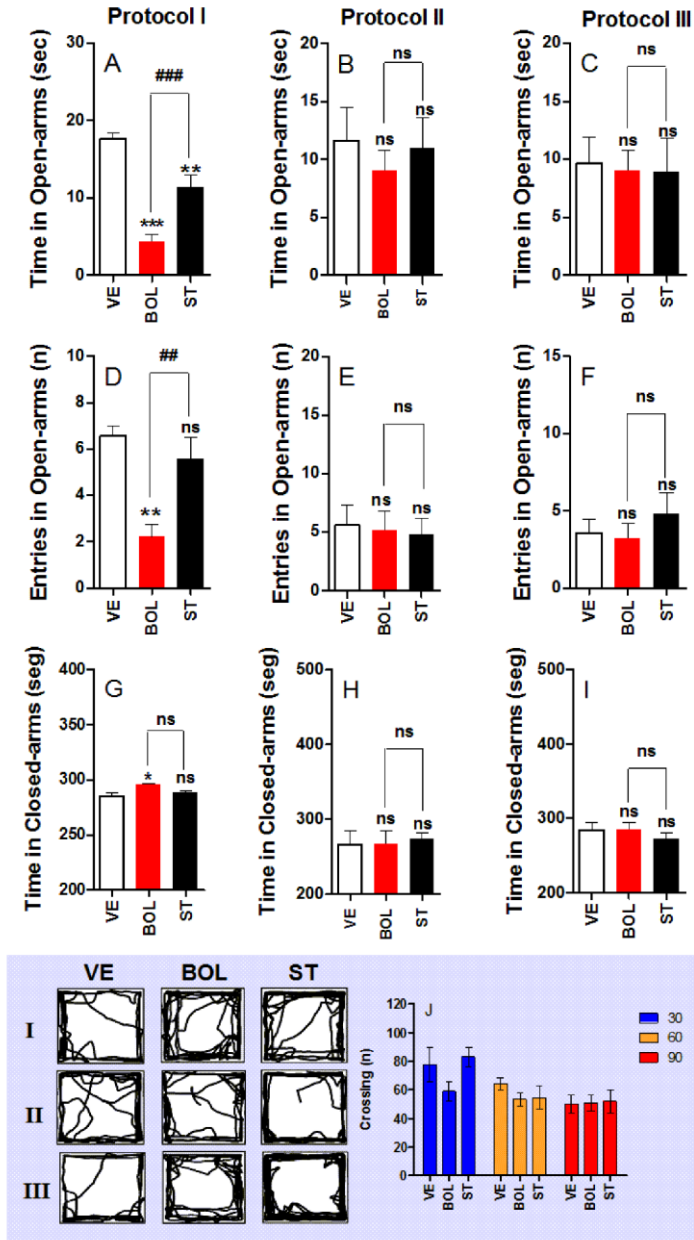 Protocol I
Protocol II
Protocol III
Time in Open-arms (sec)
30
20
10
0
A
###
***
**
VE
BOL
ST
Time in Open-arms (sec)
20
15
10
5
0
B
ns
ns
ns
VE
BOL
ST
Time in Open-arms (sec)
20
15
10
5
0
C
ns
ns
ns
VE
BOL
ST
Entries in Open-arms (n)
10
8
6
4
2
0
D
##
**
ns
VE
BOL
ST
Entries in Open-arms (n)
20
15
10
5
0
E
ns
ns
ns
VE
BOL
ST
Entries in Open-arms (n)
15
10
5
0
F
ns
ns
ns
VE
BOL
ST
Time in Closed-arms (seg)
400
350
300
250
200
G
ns
*
ns
VE
BOL
ST
Time in Closed-arms (seg)
500
400
300
200
H
ns
ns
ns
VE
BOL
ST
Time in Closed-arms (seg)
500
400
300
200
I
ns
ns
ns
VE
BOL
ST
VE
BOL
ST
I
II
III
Crossing (n)
120
100
80
60
40
20
0
J
30
60
90
VE
BOL
ST
VE
BOL
ST
VE
BOL
ST